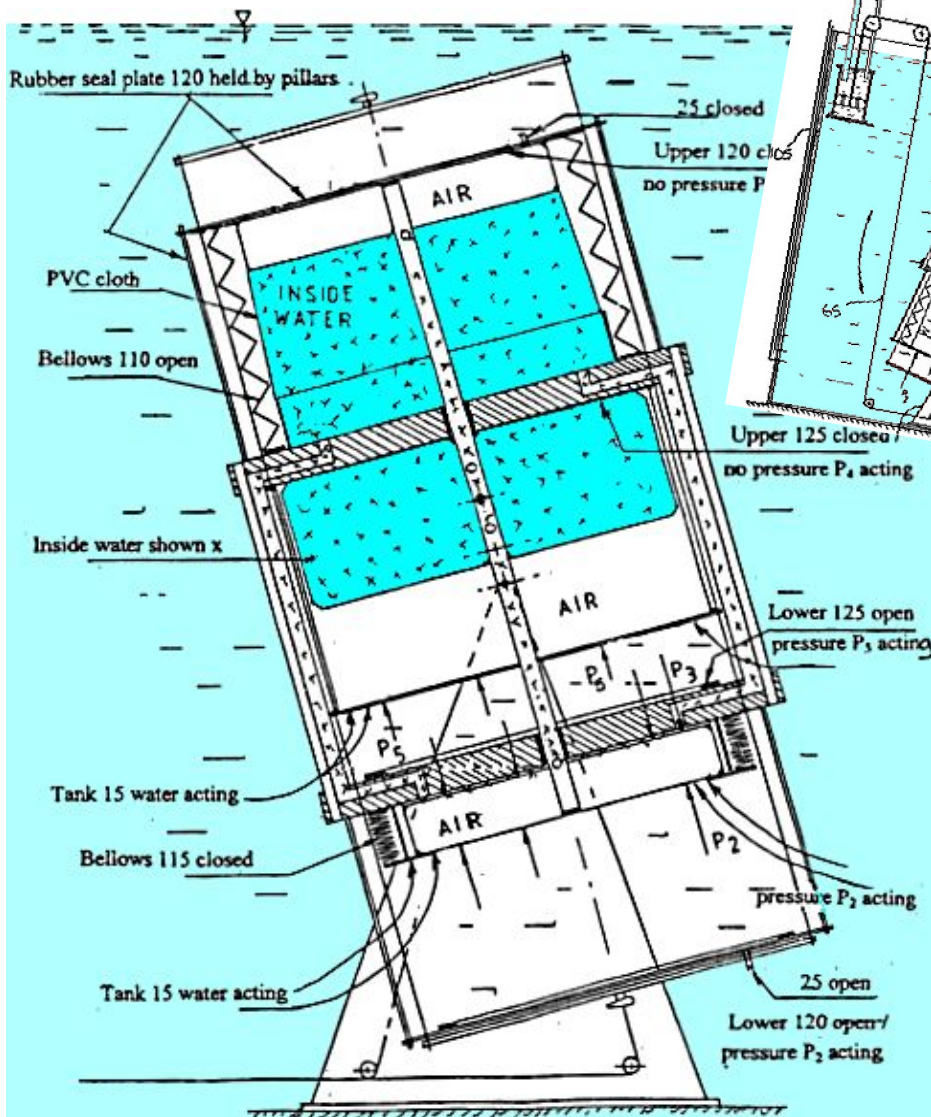 Rubber seal plate 120 held by pillars
25 closed
Upper 120
no pressure P
05
65
AIR
PVC cloth
INSIDE
WATER
Bellows 110 open
Upper 125 closed /
no pressure P₄ acting
Inside water shown x
AIR
Lower 125 open
pressure P₃ acting
P5
P3
P5
Tank 15 water acting
AIR
Bellows 115 closed
P2
pressure P₂ acting
Tank 15 water acting
25 open
Lower 120 open /
pressure P₂ acting